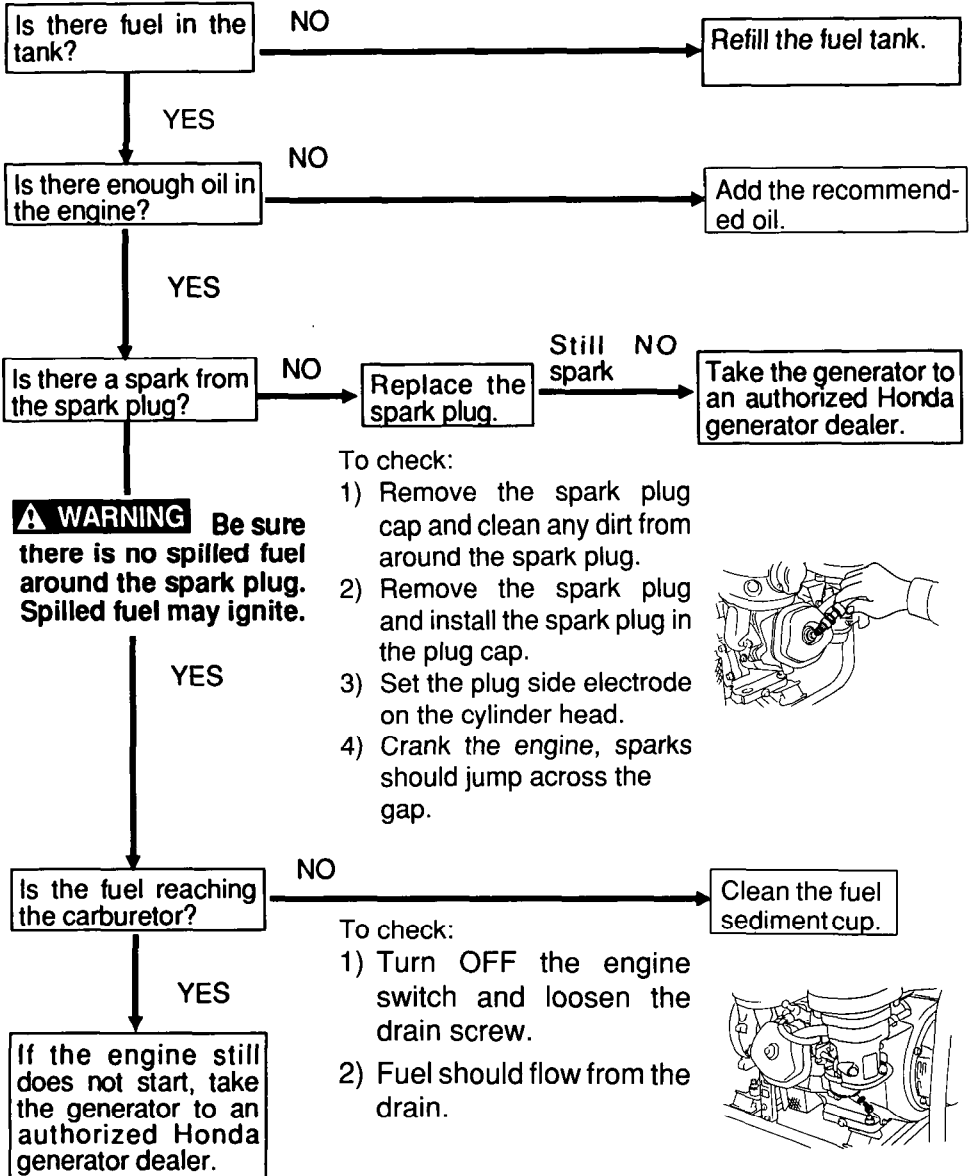 Is there fuel in the
tank?
NO
Refill the fuel tank.
YES
Is there enough oil in
the engine?
NO
Add the recommend-
ed oil.
YES
Is there a spark from
the spark plug?
NO
Replace the
spark plug.
Still NO
spark
Take the generator to
an authorized Honda
generator dealer.
To check:
1) Remove the spark plug
cap and clean any dirt from
around the spark plug.
2) Remove the spark plug
and install the spark plug in
the plug cap.
3) Set the plug side electrode
on the cylinder head.
4) Crank the engine, sparks
should jump across the
gap.
WARNING Be sure
there is no spilled fuel
around the spark plug.
Spilled fuel may ignite.
YES
Is the fuel reaching
the carburetor?
NO
Clean the fuel
sediment cup.
To check:
1) Turn OFF the engine
switch and loosen the
drain screw.
2) Fuel should flow from the
drain.
YES
If the engine still
does not start, take
the generator to an
authorized Honda
generator dealer.